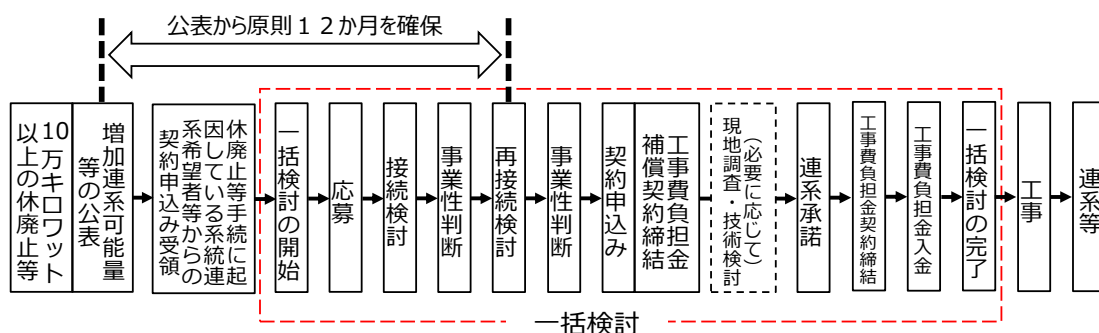 公表から原則１２か月を確保
10万キロワット
以上の休廃止等
増加連系可能量
等の公表
休廃止等手続に起
因している系統連
系希望者等からの
契約申込み受領
一括検討の開始
応募
接続検討
事業性判断
再接続検討
事業性判断
契約申込み
工事費負担金
補償契約締結
（必要に応じて）
現地調査・技術検討
連系承諾
工事費負担金契約締結
工事費負担金入金
一括検討の完了
工事
連系等
一括検討